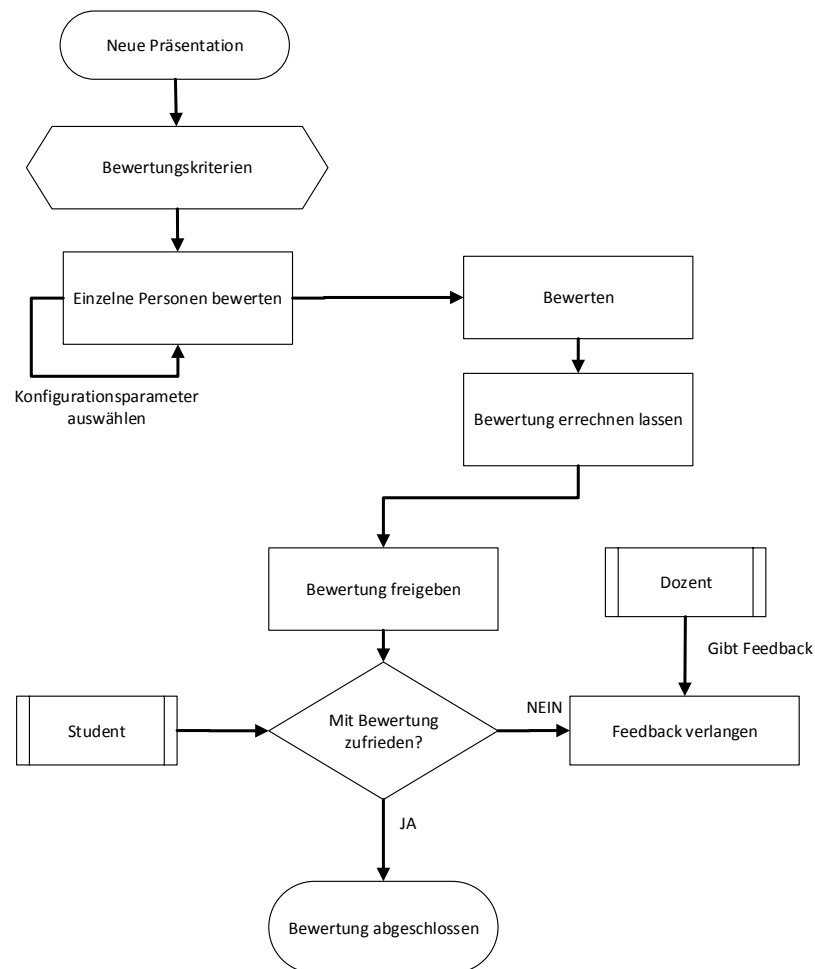 Neue Präsentation
Bewertungskriterien
Einzelne Personen bewerten
Bewerten
Konfigurationsparameter
auswählen
Bewertung errechnen lassen
Bewertung freigeben
Dozent
Gibt Feedback
Student
Mit Bewertung
zufrieden?
NEIN
Feedback verlangen
JA
Bewertung abgeschlossen